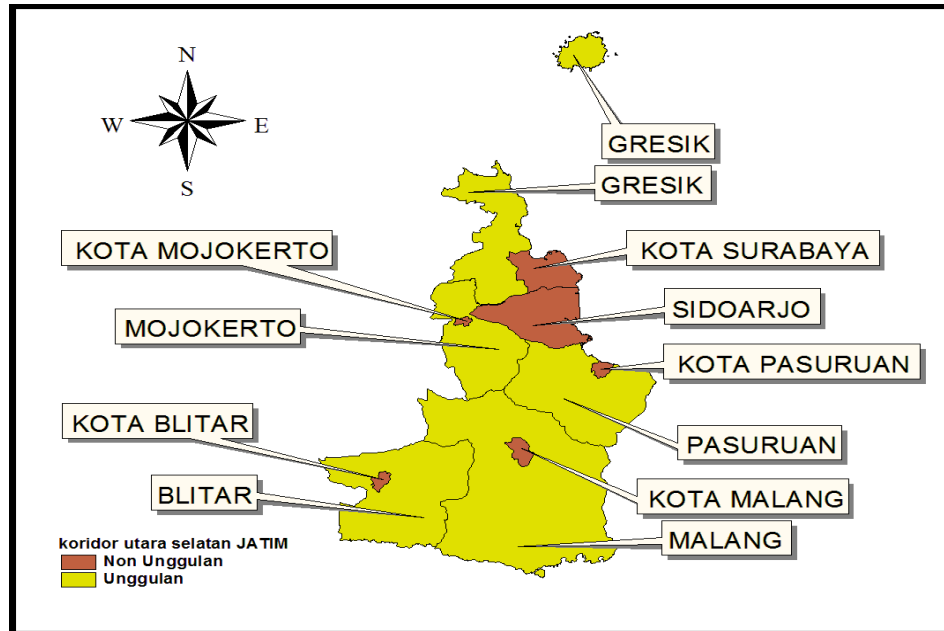 N
W
E
S
GRESIK
GRESIK
KOTA MOJOKERTO
KOTA SURABAYA
MOJOKERTO
SIDOARJO
KOTA PASURUAN
KOTA BLITAR
PASURUAN
BLITAR
KOTA MALANG
MALANG
koridor utara selatan JATIM
Non Unggulan
Unggulan